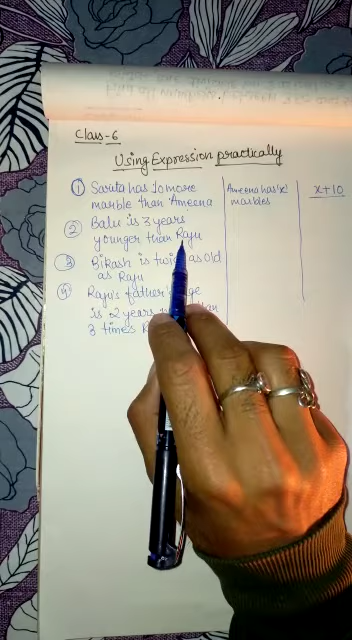 Class-6
Using Expression practically
① Sarita has 10 more
marble than Ameena
Ameena has 'x'
marbles
x+10
② Balu is 3 years
younger than Raju
③ Bikash is twice as old
as Raju
④ Raju's father's age
is 2 years
3 times